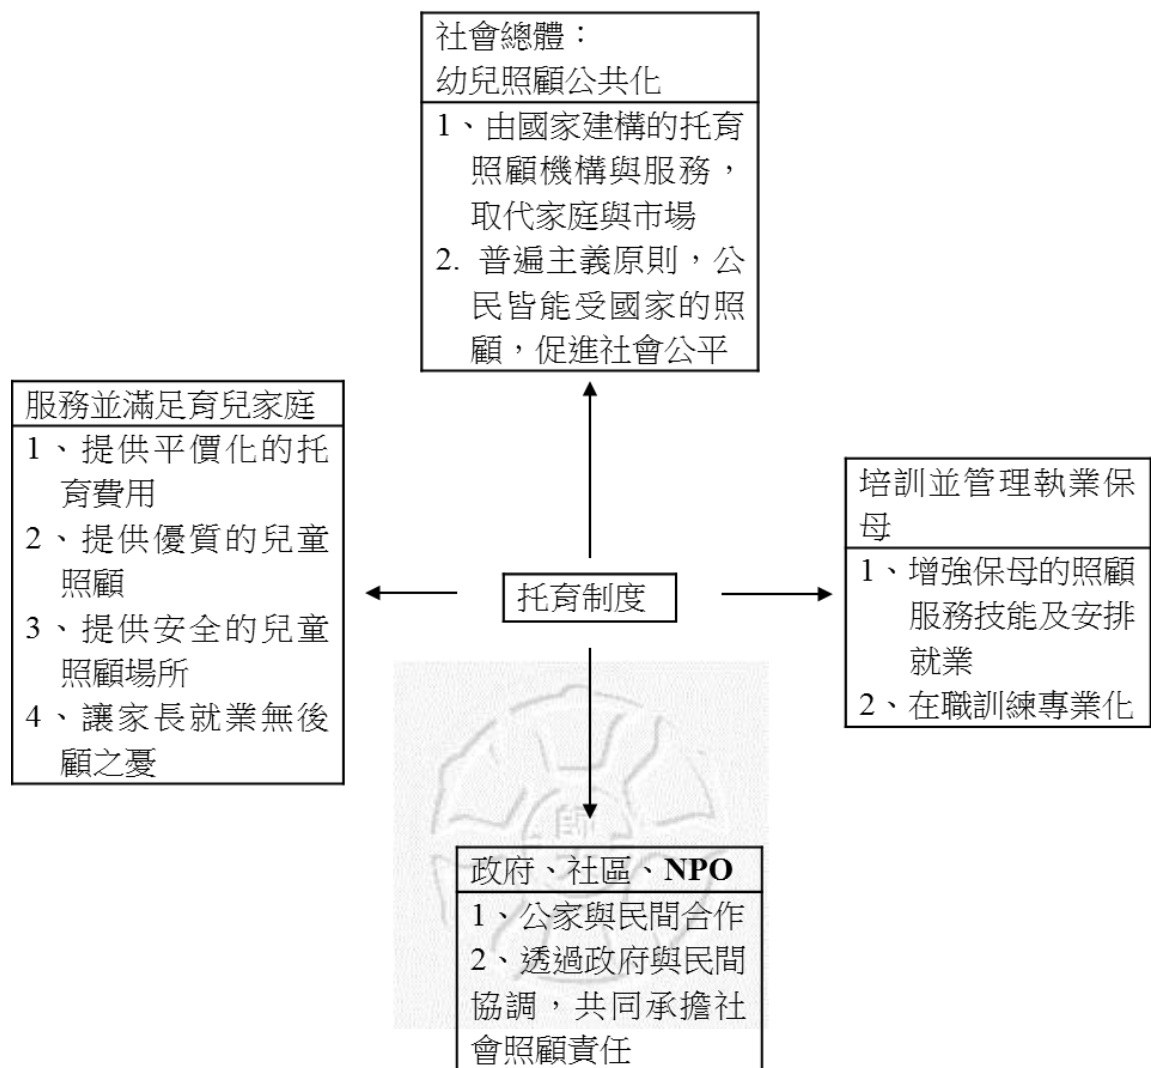 社會總體：
幼兒照顧公共化
1、由國家建構的托育
照顧機構與服務，
取代家庭與市場
2. 普遍主義原則，公
民皆能受國家的照
顧，促進社會公平
服務並滿足育兒家庭
1、提供平價化的托
育費用
2、提供優質的兒童
照顧
3、提供安全的兒童
照顧場所
4、讓家長就業無後
顧之憂
托育制度
培訓並管理執業保
母
1、增強保母的照顧
服務技能及安排
就業
2、在職訓練專業化
師
政府、社區、NPO
1、公家與民間合作
2、透過政府與民間
協調，共同承擔社
會照顧責任